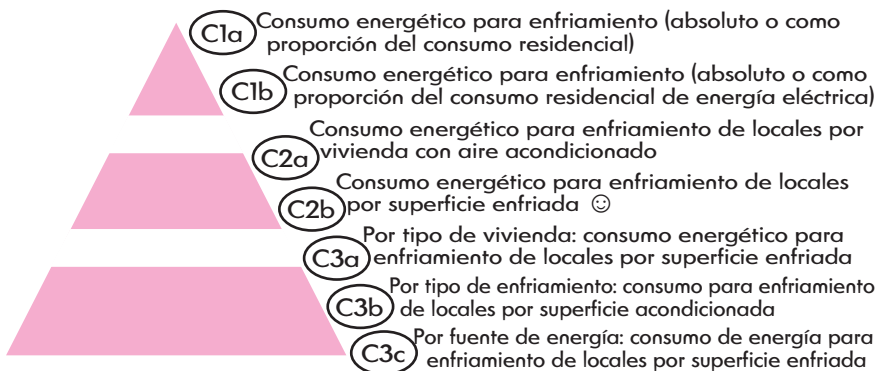 C1a Consumo energético para enfriamiento (absoluto o como
proporción del consumo residencial)
C1b Consumo energético para enfriamiento (absoluto o como
proporción del consumo residencial de energía eléctrica)
Consumo energético para enfriamiento de locales por
C2a vivienda con aire acondicionado
Consumo energético para enfriamiento de locales
C2b por superficie enfriada ☺
Por tipo de vivienda: consumo energético para
C3a enfriamiento de locales por superficie enfriada
Por tipo de enfriamiento: consumo para enfriamiento
C3b de locales por superficie acondicionada
Por fuente de energía: consumo de energía para
C3c enfriamiento de locales por superficie enfriada